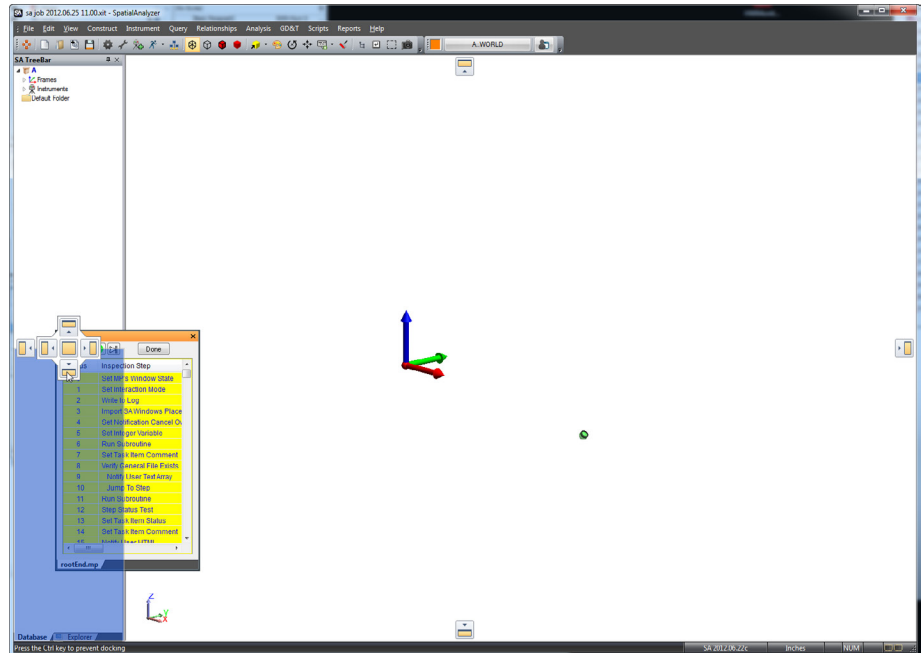 sa job 2012.06.25 11.00.xit - SpatialAnalyzer
File Edit View Construct Instrument Query Relationships Analysis GD&T Scripts Reports Help
A::WORLD
SA TreeBar
A
Frames
Instruments
Default Folder
Done
Inspection Step
Set MP's Window State
1 Set Interaction Mode
2 Write to Log
3 Import SA Windows Place
4 Set Notification Cancel Ov
5 Set Integer Variable
6 Run Subroutine
7 Set Task Item Comment
8 Verify General File Exists
9 Notify User Text Array
10 Jump To Step
11 Run Subroutine
12 Step Status Test
13 Set Task Item Status
14 Set Task Item Comment
15 Notify User HTML
rootEnd.mp
Z
Y
X
Database Explorer
Press the Ctrl key to prevent docking
SA 2012.06.22c Inches NUM